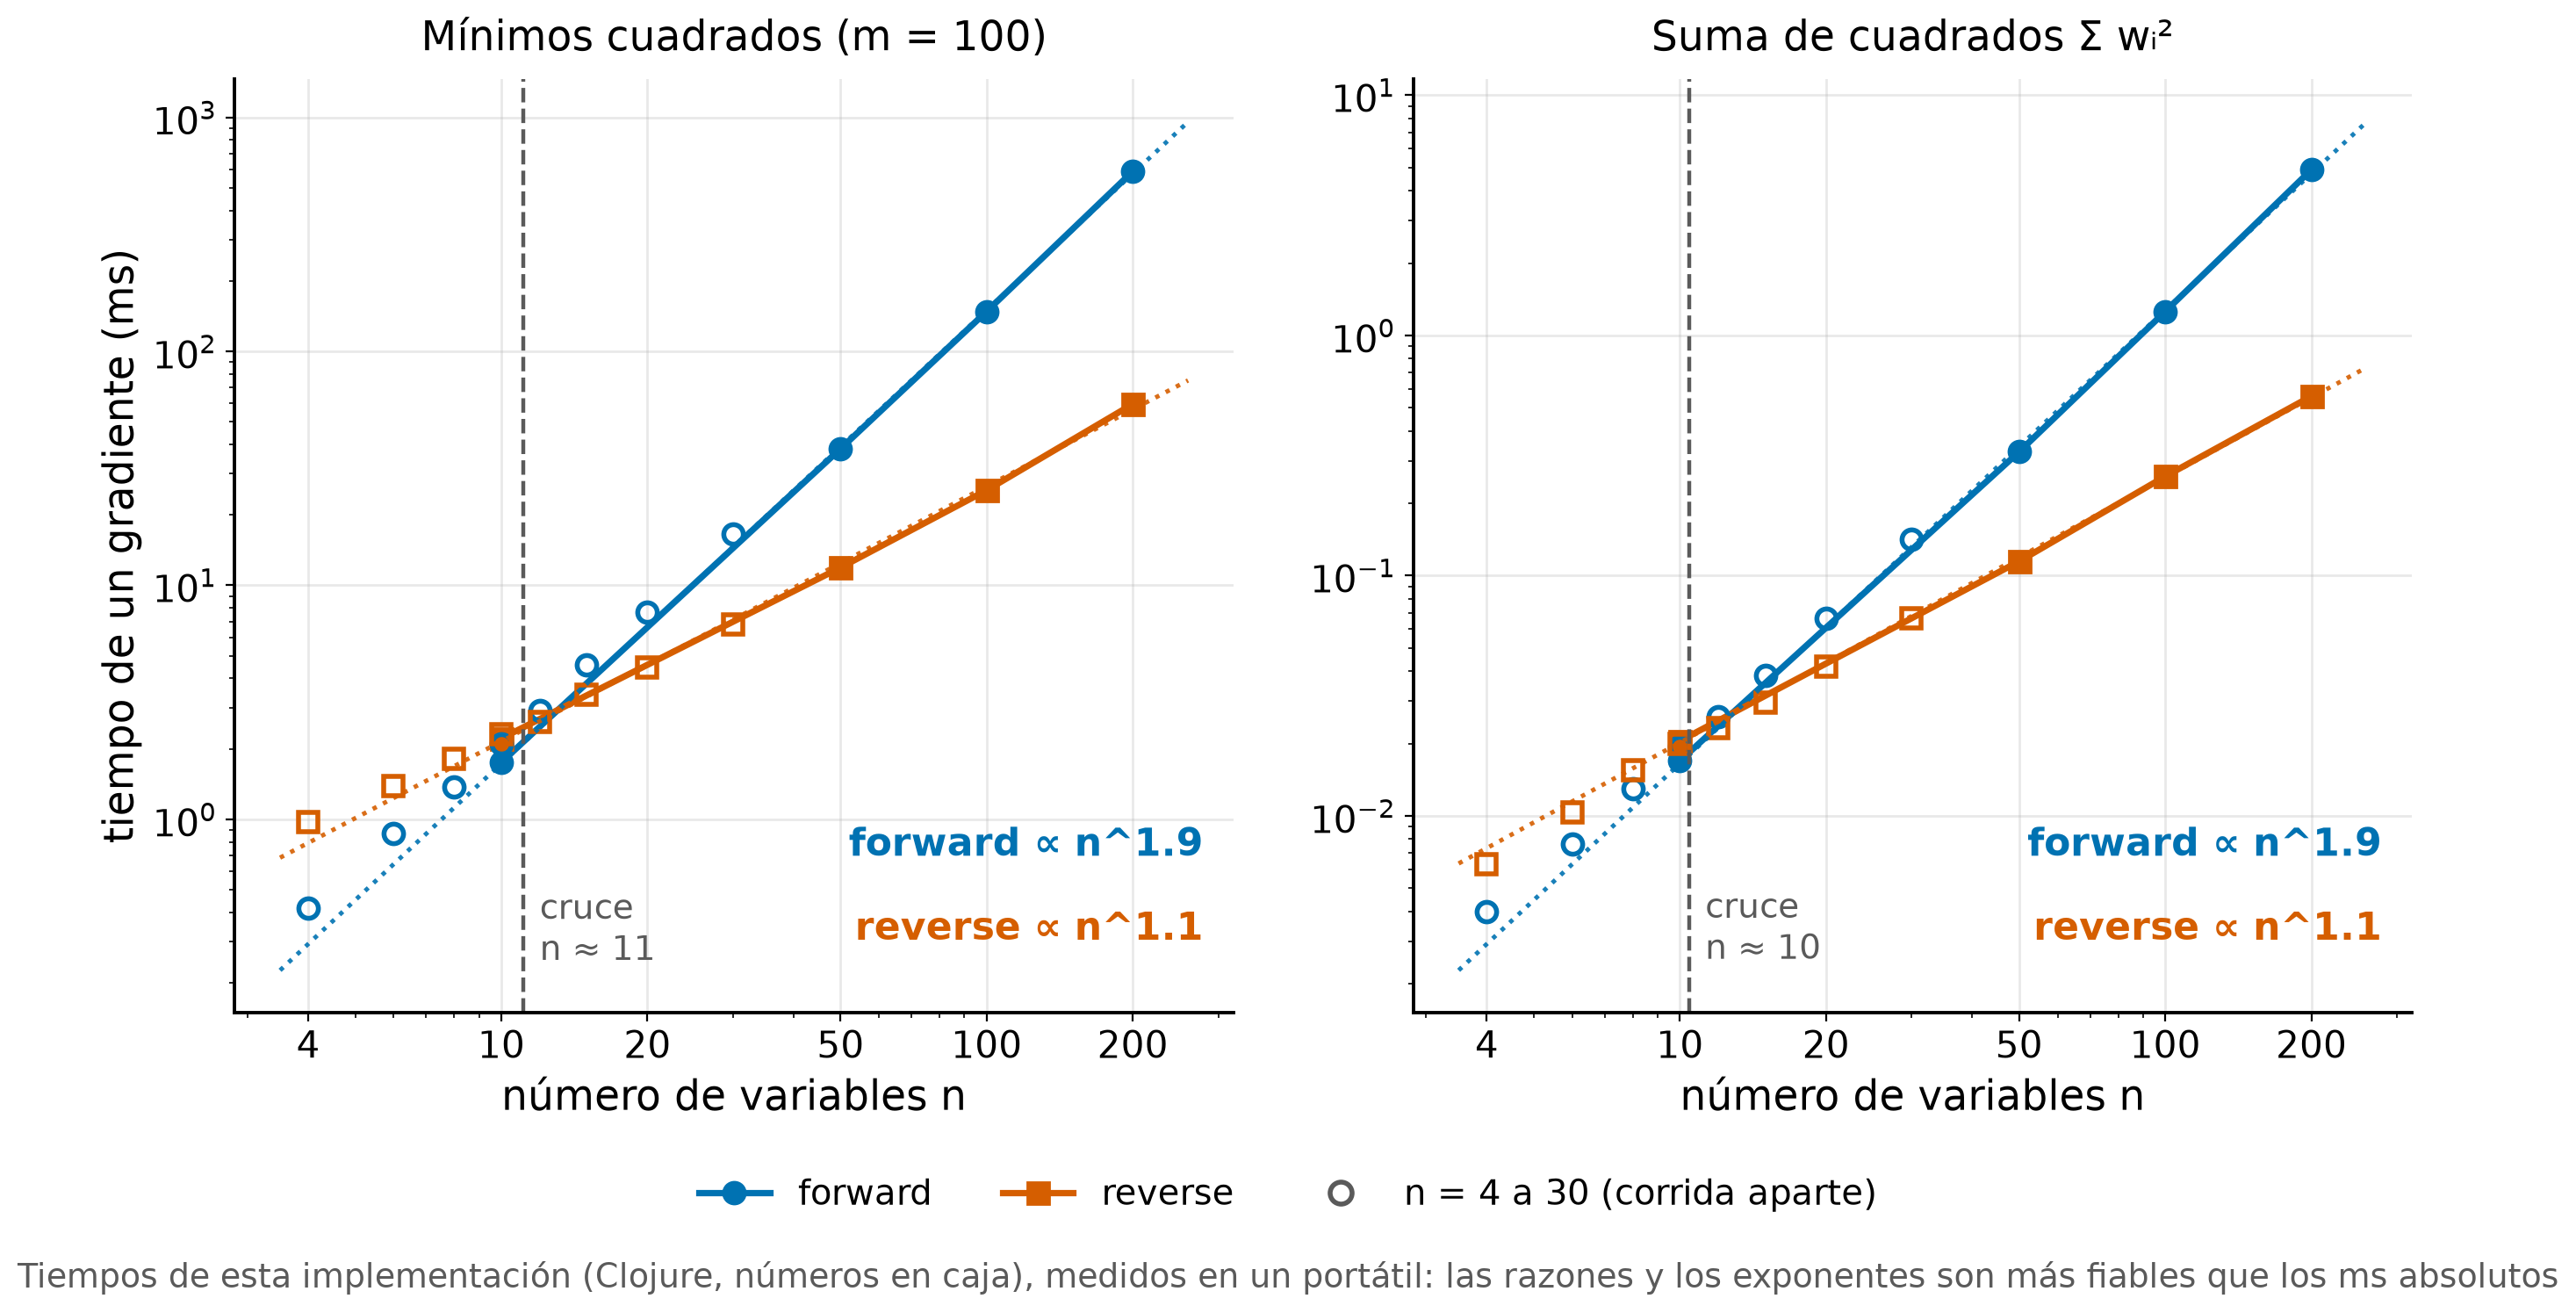 Mínimos cuadrados (m = 100)
tiempo de un gradiente (ms)
10³
10²
10¹
10⁰
cruce
n ≈ 11
forward ∝ n^1.9
reverse ∝ n^1.1
4 10 20 50 100 200
número de variables n
Suma de cuadrados Σ wᵢ²
10¹
10⁰
10⁻¹
10⁻²
cruce
n ≈ 10
forward ∝ n^1.9
reverse ∝ n^1.1
4 10 20 50 100 200
número de variables n
forward reverse n = 4 a 30 (corrida aparte)
Tiempos de esta implementación (Clojure, números en caja), medidos en un portátil: las razones y los exponentes son más fiables que los ms absolutos